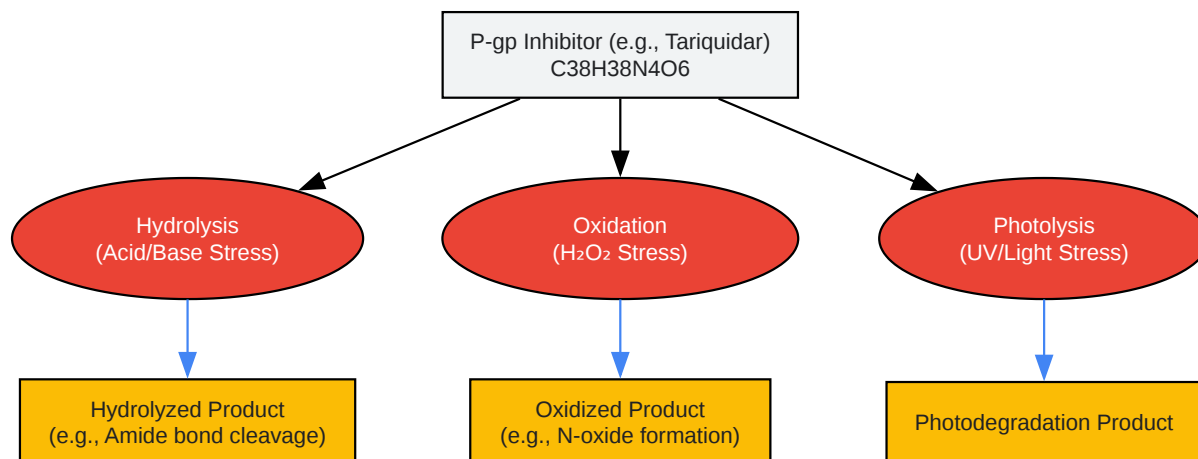 P-gp Inhibitor (e.g., Tariquidar)
C38H38N4O6
Hydrolysis
(Acid/Base Stress)
Oxidation
(H₂O₂ Stress)
Photolysis
(UV/Light Stress)
Hydrolyzed Product
(e.g., Amide bond cleavage)
Oxidized Product
(e.g., N-oxide formation)
Photodegradation Product